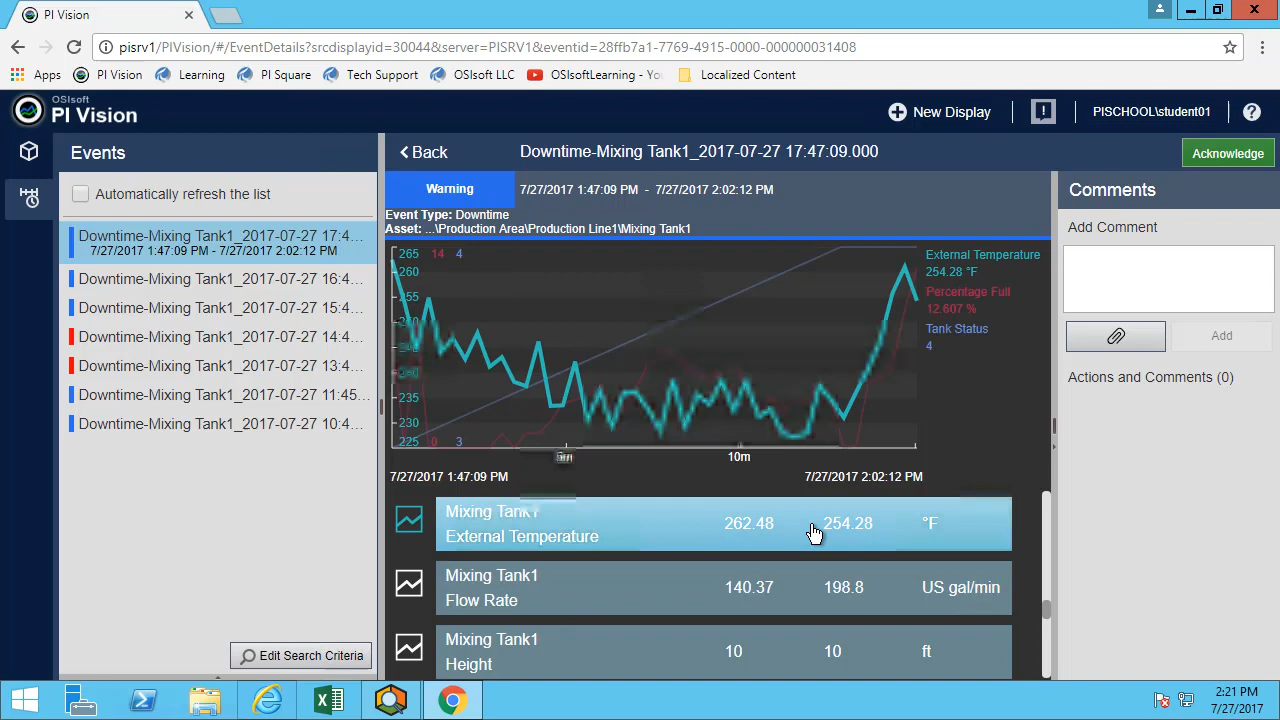 PI Vision
pisrv1/PIVision/#/EventDetails?srcdisplayid=30044&server=PISRV1&eventid=28ffb7a1-7769-4915-0000-000000031408
Apps
PI Vision
Learning
PI Square
Tech Support
OSIsoft LLC
OSIsoftLearning - Yo
Localized Content
OSIsoft
PI Vision
New Display
PISCHOOL\student01
Events
Back
Downtime-Mixing Tank1_2017-07-27 17:47:09.000
Acknowledge
Automatically refresh the list
Warning
7/27/2017 1:47:09 PM - 7/27/2017 2:02:12 PM
Comments
Event Type: Downtime
Asset: ...\Production Area\Production Line1\Mixing Tank1
Add Comment
Downtime-Mixing Tank1_2017-07-27 17:4...
7/27/2017 1:47:09 PM - 7/27/2017 2:02:12 PM
Downtime-Mixing Tank1_2017-07-27 16:4...
Downtime-Mixing Tank1_2017-07-27 15:4...
Downtime-Mixing Tank1_2017-07-27 14:4...
Downtime-Mixing Tank1_2017-07-27 13:4...
Downtime-Mixing Tank1_2017-07-27 11:45...
Downtime-Mixing Tank1_2017-07-27 10:4...
265 14 4
260
255
235
230
225 0 3
External Temperature
254.28 °F
Percentage Full
12.607 %
Tank Status
4
10m
7/27/2017 1:47:09 PM
7/27/2017 2:02:12 PM
Add
Actions and Comments (0)
Mixing Tank1
External Temperature
262.48 254.28 °F
Mixing Tank1
Flow Rate
140.37 198.8 US gal/min
Mixing Tank1
Height
10 10 ft
Edit Search Criteria
2:21 PM
7/27/2017